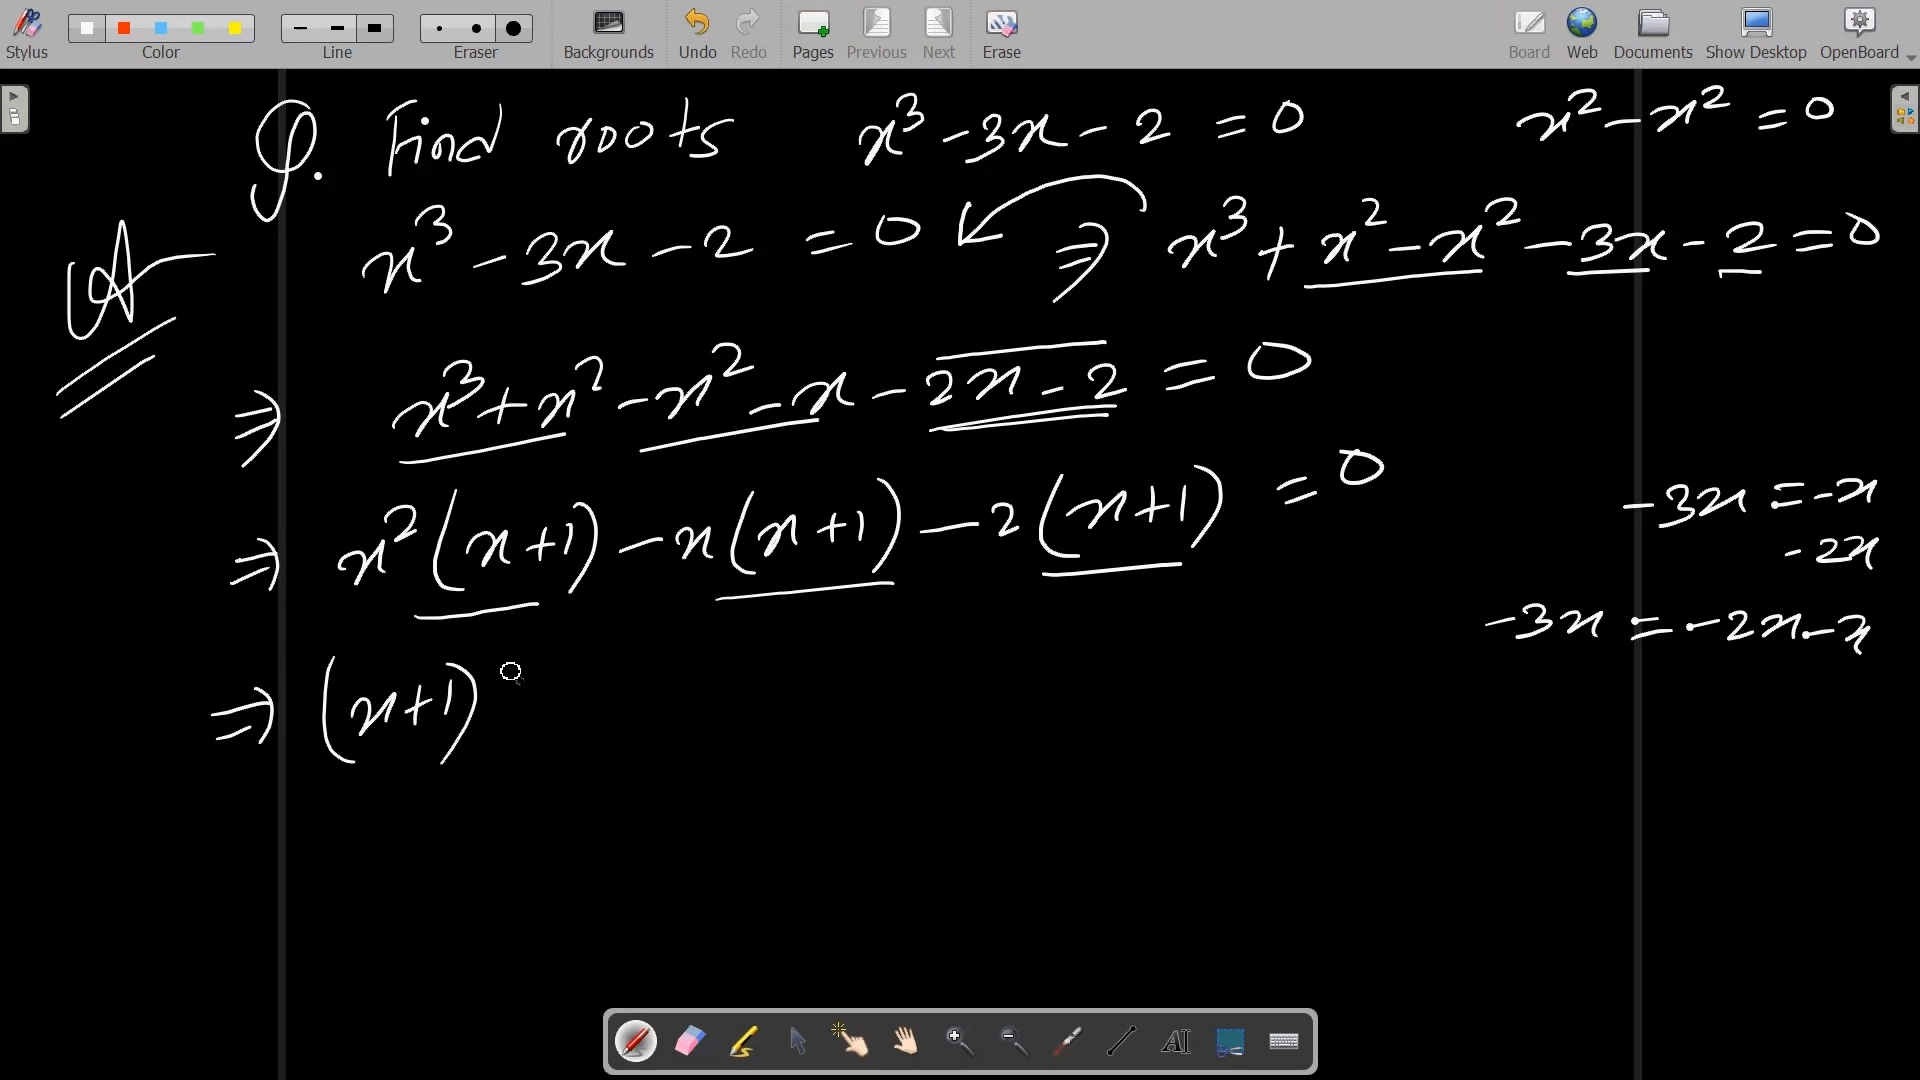 Stylus Color Line Eraser Backgrounds Undo Redo Pages Previous Next Erase Board Web Documents Show Desktop OpenBoard
Q. Find roots x³ - 3x - 2 = 0
x² - x² = 0
A
x³ - 3x - 2 = 0 ⇒ x³ + x² - x² - 3x - 2 = 0
⇒ x³ + x² - x² - x - 2x - 2 = 0
⇒ x² (x+1) - x (x+1) - 2 (x+1) = 0
-3x = -x
- 2x
-3x = -2x - x
⇒ (x+1)
AI